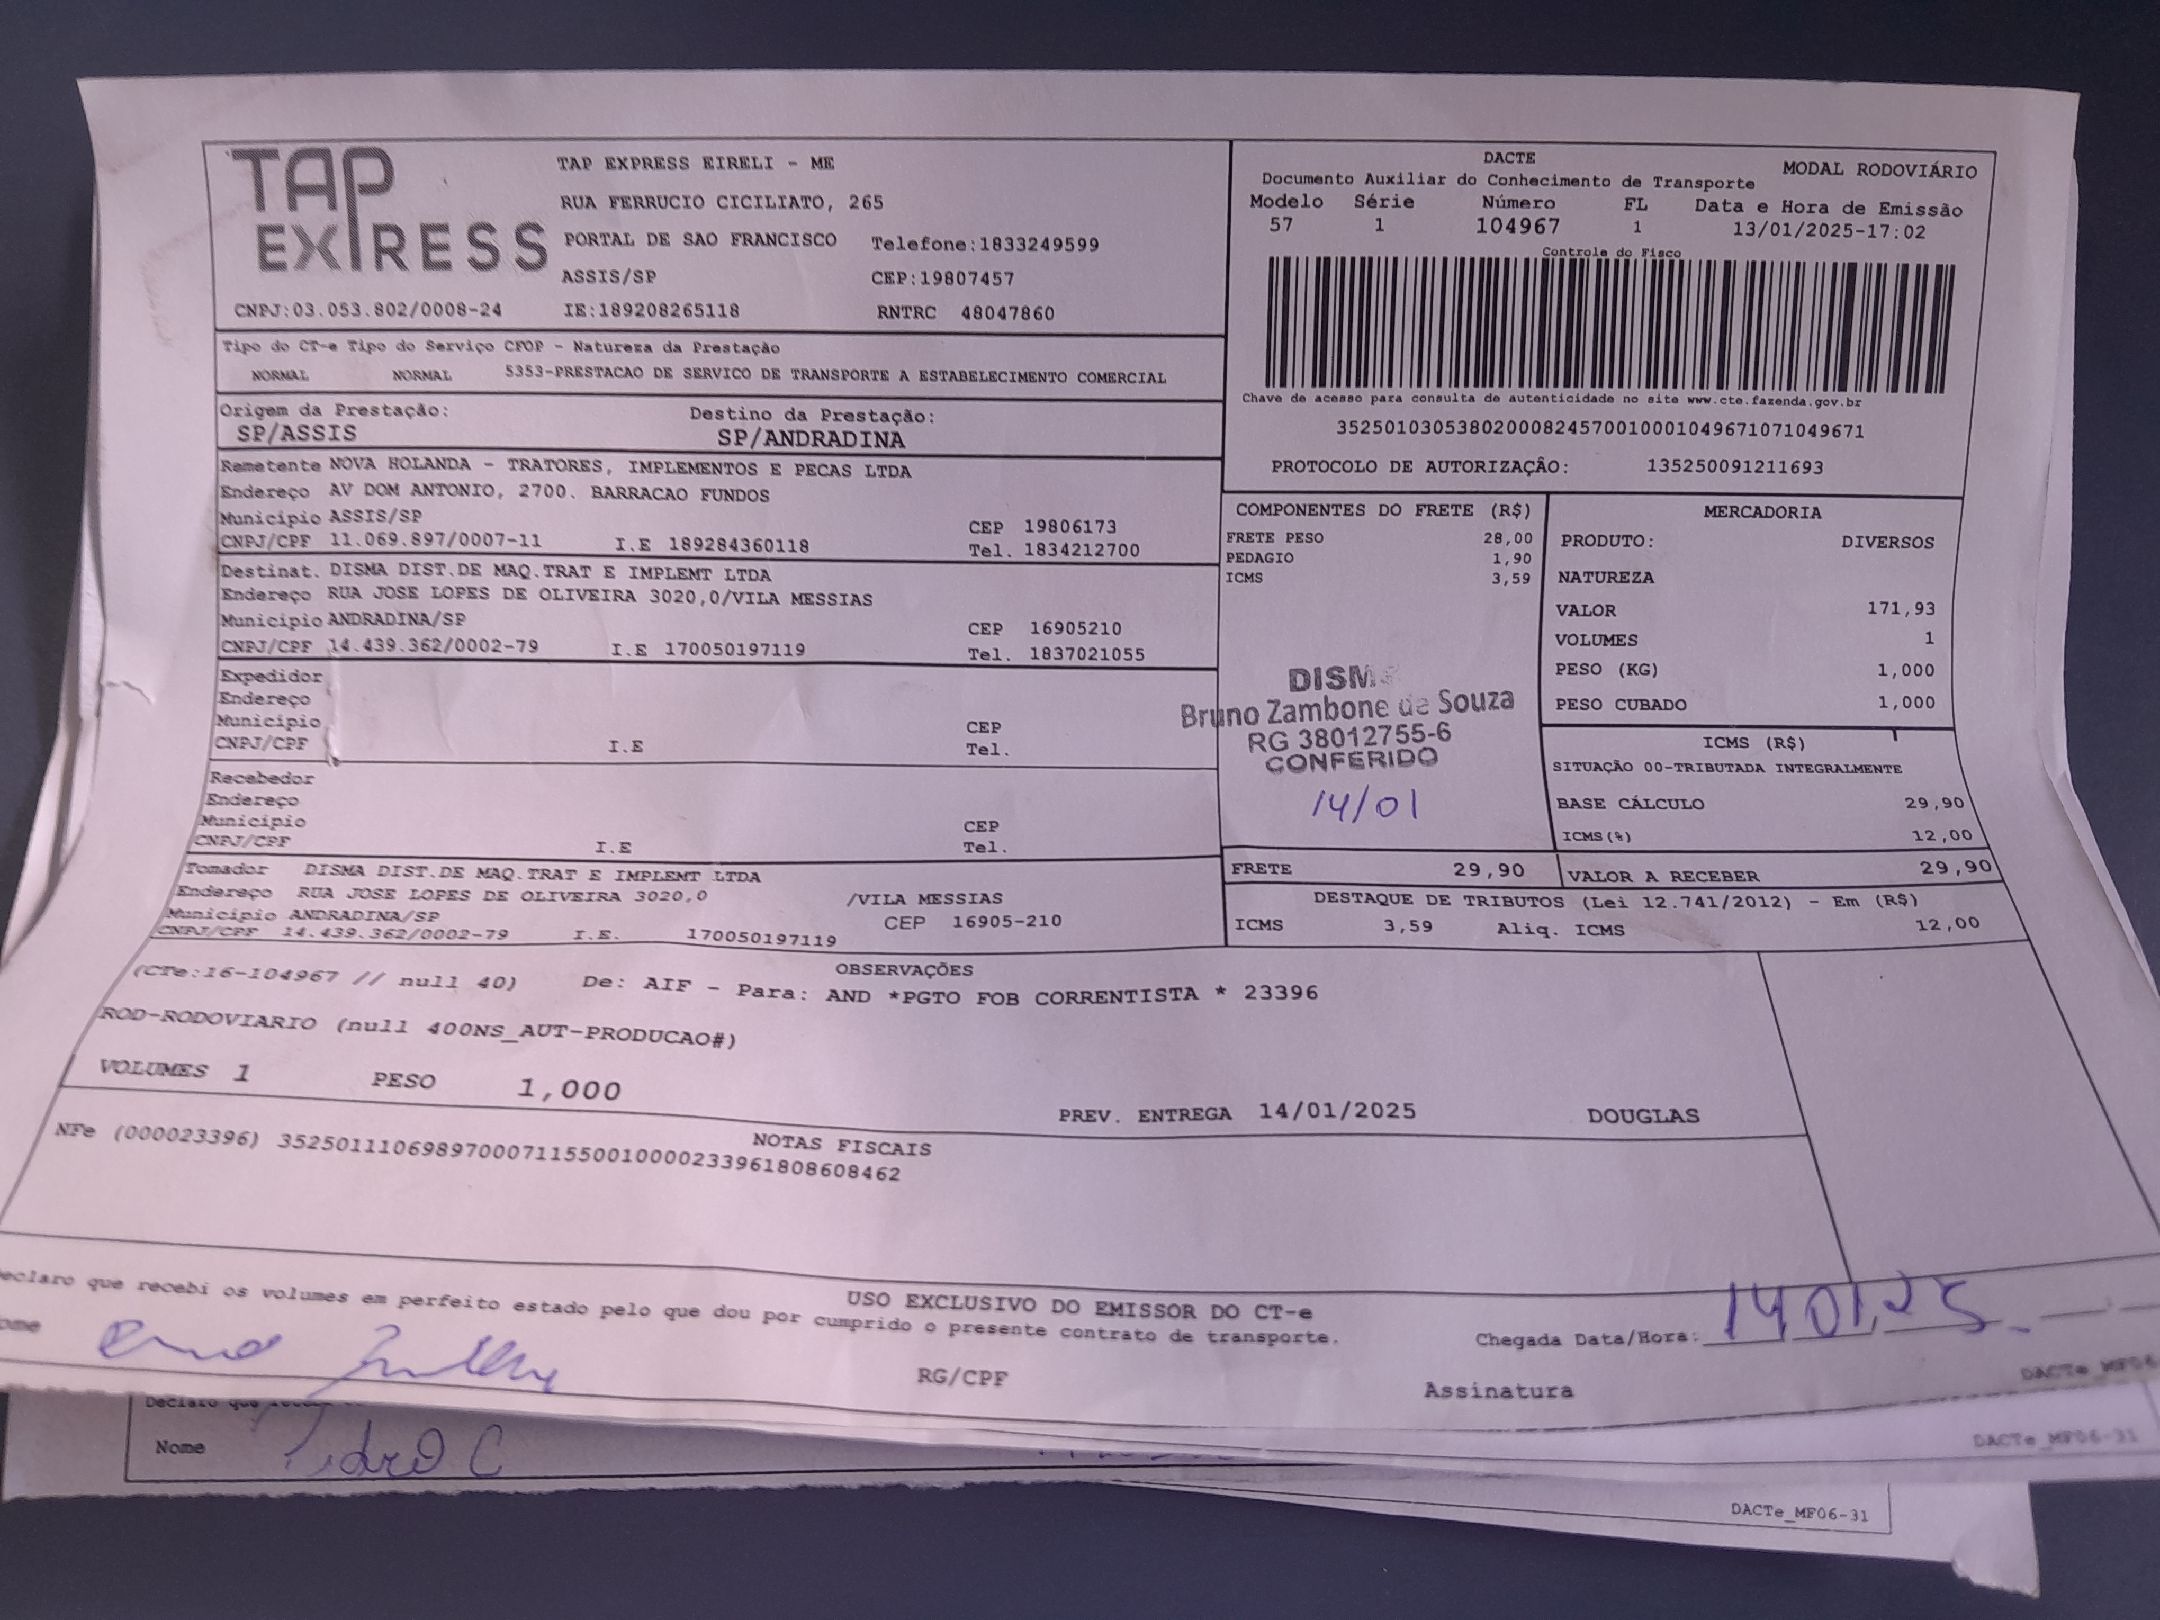 TAP
EXPRESS
TAP EXPRESS EIRELI - ME
RUA FERRUCIO CICILIATO, 265
PORTAL DE SAO FRANCISCO Telefone:1833249599
ASSIS/SP CEP:19807457
CNPJ:03.053.802/0008-24 IE:189208265118 RNTRC 48047860
DACTE MODAL RODOVIÁRIO
Documento Auxiliar do Conhecimento de Transporte
Modelo Série Número FL Data e Hora de Emissão
57 1 104967 1 13/01/2025-17:02
Controle do Fisco
Chave de acesso para consulta de autenticidade no site www.cte.fazenda.gov.br
35250103053802000824570010001049671071049671
PROTOCOLO DE AUTORIZAÇÃO: 135250091211693
Tipo do CT-e Tipo do Serviço CFOP - Natureza da Prestação
NORMAL NORMAL 5353-PRESTACAO DE SERVICO DE TRANSPORTE A ESTABELECIMENTO COMERCIAL
Origem da Prestação: Destino da Prestação:
SP/ASSIS SP/ANDRADINA
Remetente NOVA HOLANDA - TRATORES, IMPLEMENTOS E PECAS LTDA
Endereço AV DOM ANTONIO, 2700. BARRACAO FUNDOS
Município ASSIS/SP CEP 19806173
CNPJ/CPF 11.069.897/0007-11 I.E 189284360118 Tel. 1834212700
Destinat. DISMA DIST.DE MAQ.TRAT E IMPLEMT LTDA
Endereço RUA JOSE LOPES DE OLIVEIRA 3020,0/VILA MESSIAS
Município ANDRADINA/SP CEP 16905210
CNPJ/CPF 14.439.362/0002-79 I.E 170050197119 Tel. 1837021055
Expedidor
Endereço
Município CEP
CNPJ/CPF I.E Tel.
Recebedor
Endereço
Município CEP
CNPJ/CPF I.E Tel.
Tomador DISMA DIST.DE MAQ.TRAT E IMPLEMT LTDA
Endereço RUA JOSE LOPES DE OLIVEIRA 3020,0 /VILA MESSIAS
Município ANDRADINA/SP CEP 16905-210
CNPJ/CPF 14.439.362/0002-79 I.E. 170050197119
COMPONENTES DO FRETE (R$)
FRETE PESO 28,00
PEDAGIO 1,90
ICMS 3,59
DISM
Bruno Zambone de Souza
RG 38012755-6
CONFERIDO
14/01
MERCADORIA
PRODUTO: DIVERSOS
NATUREZA
VALOR 171,93
VOLUMES 1
PESO (KG) 1,000
PESO CUBADO 1,000
ICMS (R$)
SITUAÇÃO 00-TRIBUTADA INTEGRALMENTE
BASE CÁLCULO 29,90
ICMS(%) 12,00
FRETE 29,90 VALOR A RECEBER 29,90
DESTAQUE DE TRIBUTOS (Lei 12.741/2012) - Em (R$)
ICMS 3,59 Aliq. ICMS 12,00
OBSERVAÇÕES
(CTe:16-104967 // null 40) De: AIF - Para: AND *PGTO FOB CORRENTISTA * 23396
ROD-RODOVIARIO (null 400NS_AUT-PRODUCAO#)
VOLUMES 1 PESO 1,000
PREV. ENTREGA 14/01/2025 DOUGLAS
NOTAS FISCAIS
NFe (000023396) 35250111069897000711550010000233961808608462
USO EXCLUSIVO DO EMISSOR DO CT-e
eclaro que recebi os volumes em perfeito estado pelo que dou por cumprido o presente contrato de transporte.
Chegada Data/Hora: 14 01 25
ome RG/CPF Assinatura
DACTe_MF06
Declaro que
Nome Pedro C
DACTe_MF06-31
DACTe_MF06-31